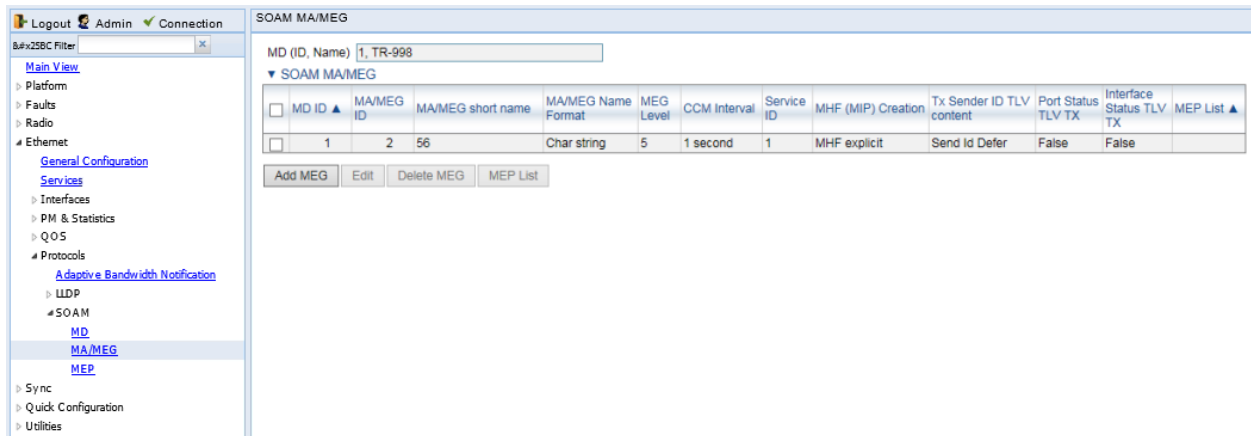 Logout Admin Connection
&#x25BC Filter
Main View
Platform
Faults
Radio
Ethernet
General Configuration
Services
Interfaces
PM & Statistics
QOS
Protocols
Adaptive Bandwidth Notification
LLDP
SOAM
MD
MA/MEG
MEP
Sync
Quick Configuration
Utilities
SOAM MA/MEG
MD (ID, Name) 1, TR-998
▼ SOAM MA/MEG
MD ID ▲ MA/MEG ID MA/MEG short name MA/MEG Name Format MEG Level CCM Interval Service ID MHF (MIP) Creation Tx Sender ID TLV content Port Status TLV TX Interface Status TLV TX MEP List ▲
1 2 56 Char string 5 1 second 1 MHF explicit Send Id Defer False False
Add MEG Edit Delete MEG MEP List